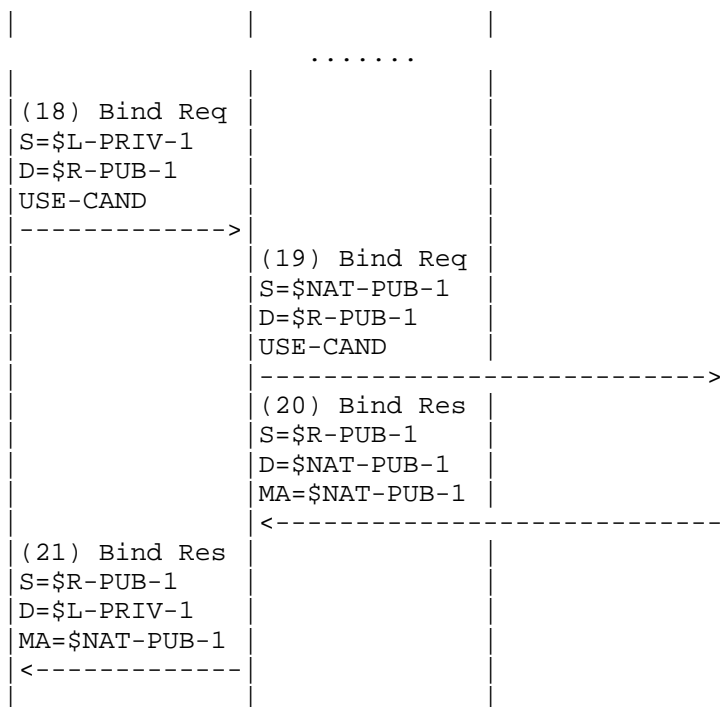 |              |              |
.......
|              |              |
|(18) Bind Req |              |
|S=$L-PRIV-1   |              |
|D=$R-PUB-1    |              |
|USE-CAND      |              |
|------------->|              |
|              |(19) Bind Req |
|              |S=$NAT-PUB-1  |
|              |D=$R-PUB-1    |
|              |USE-CAND      |
|              |---------------------------->
|              |(20) Bind Res |
|              |S=$R-PUB-1    |
|              |D=$NAT-PUB-1  |
|              |MA=$NAT-PUB-1 |
|              |<----------------------------
|(21) Bind Res |              |
|S=$R-PUB-1    |              |
|D=$L-PRIV-1   |              |
|MA=$NAT-PUB-1 |              |
|<-------------|              |
|              |              |